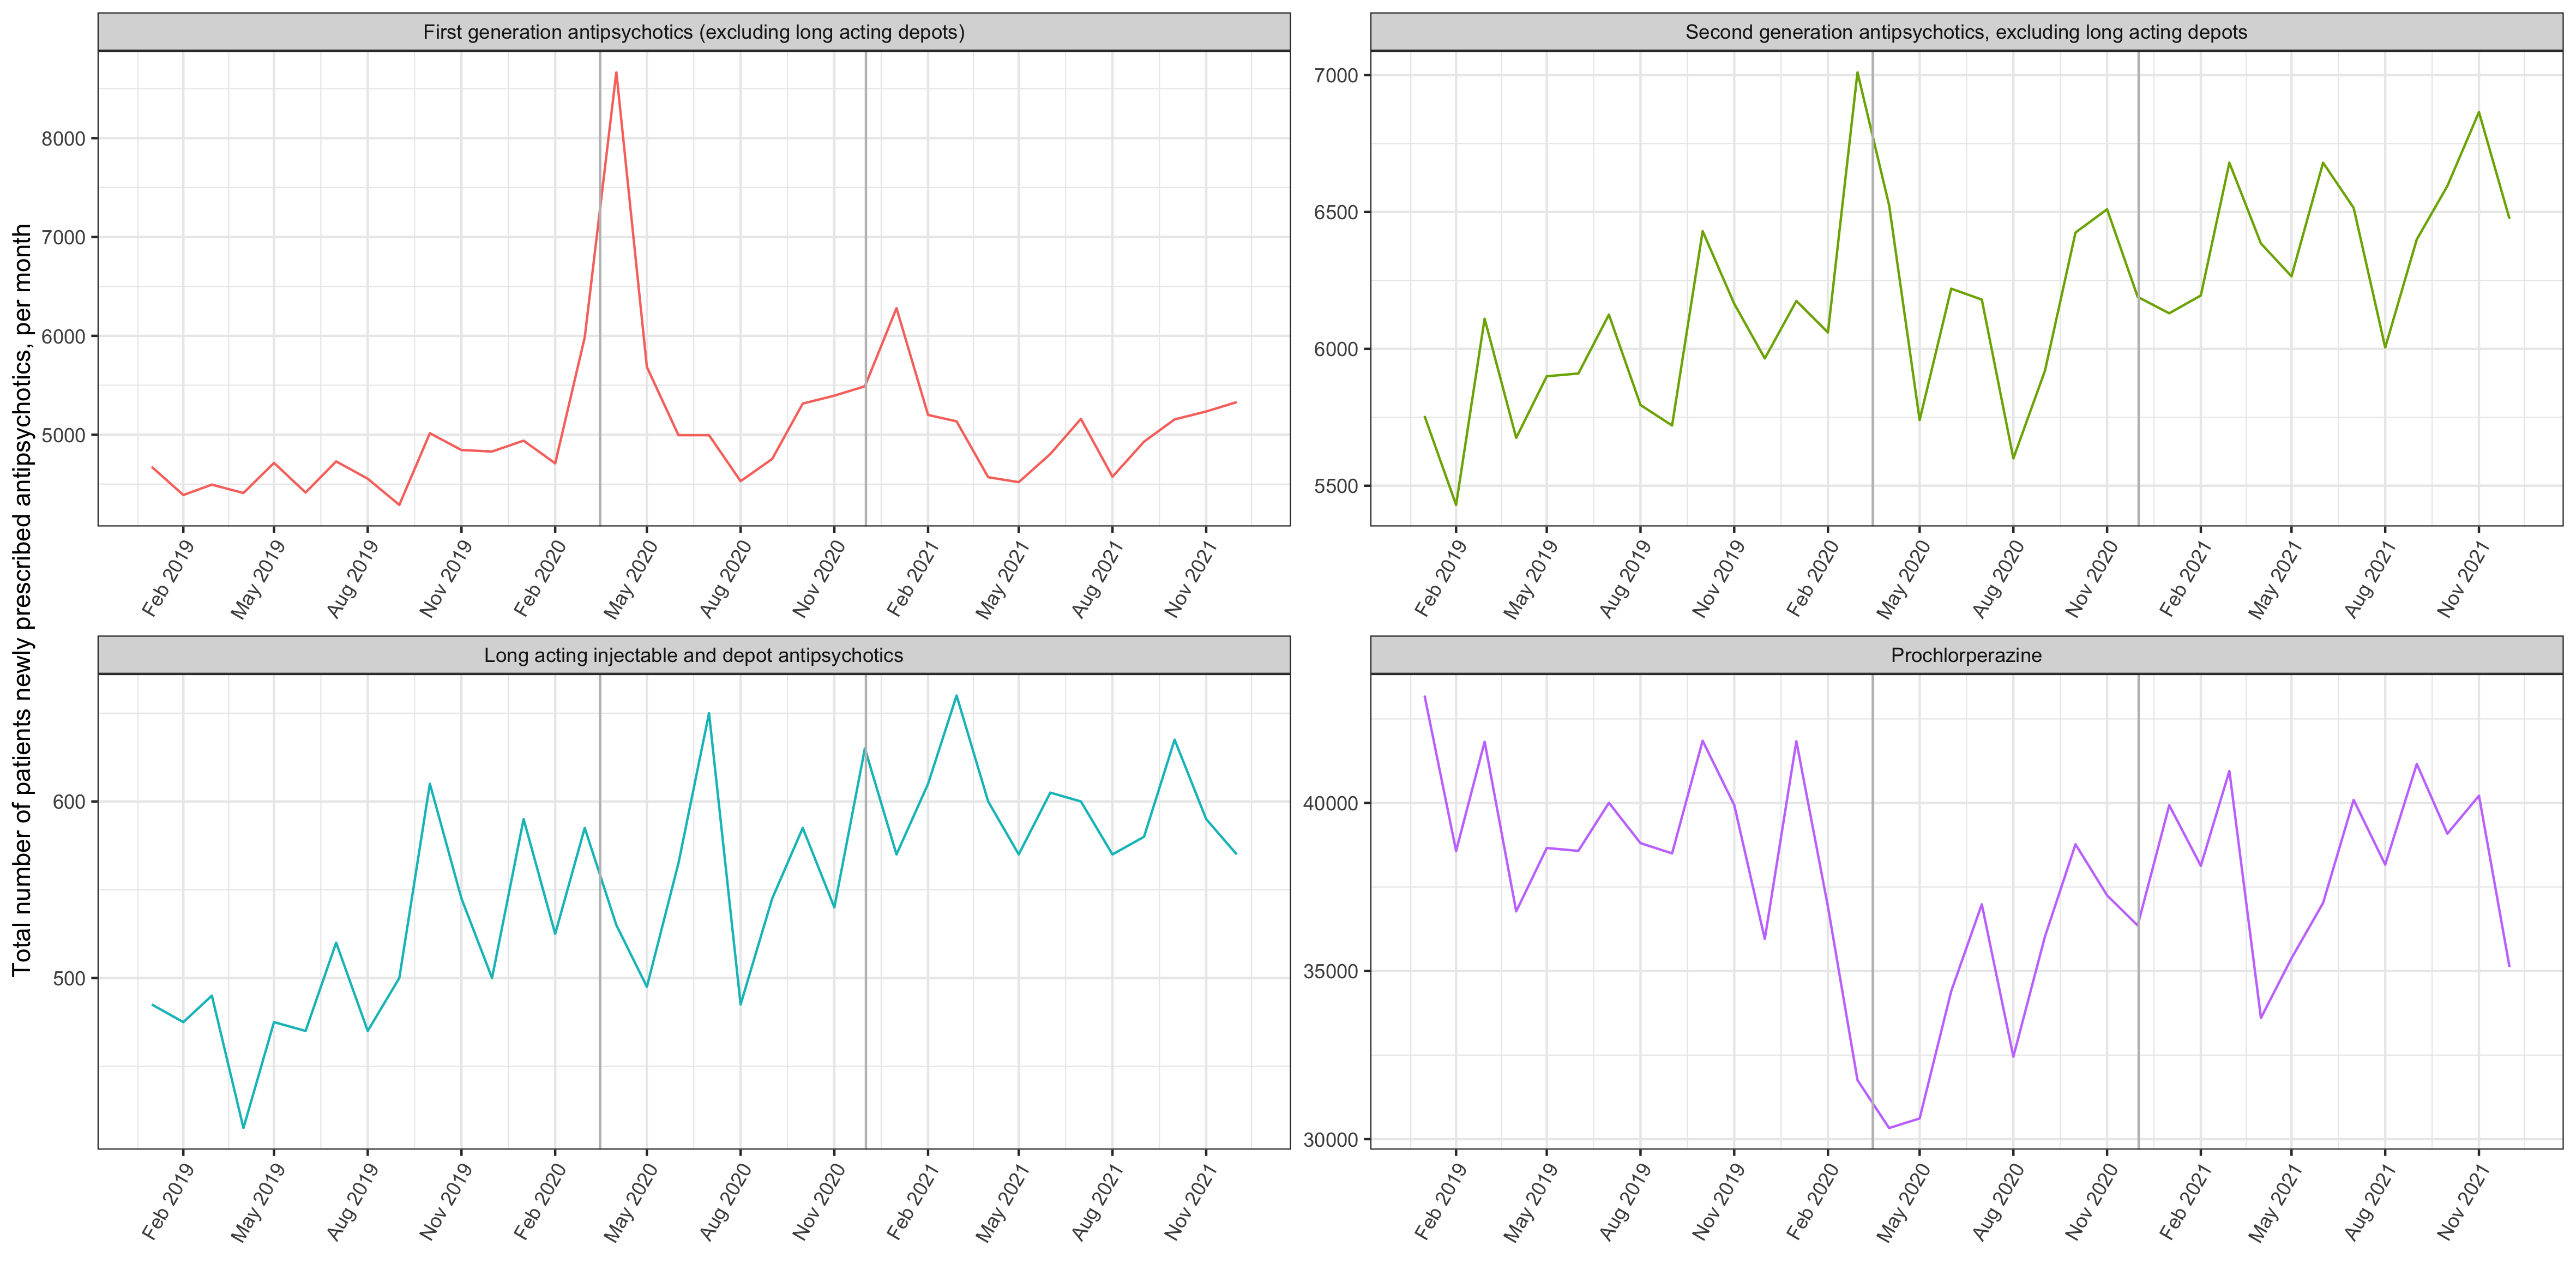 Total number of patients newly prescribed antipsychotics, per month
First generation antipsychotics (excluding long acting depots)
8000
7000
6000
5000
Feb 2019
May 2019
Aug 2019
Nov 2019
Feb 2020
May 2020
Aug 2020
Nov 2020
Feb 2021
May 2021
Aug 2021
Nov 2021
Second generation antipsychotics, excluding long acting depots
7000
6500
6000
5500
Feb 2019
May 2019
Aug 2019
Nov 2019
Feb 2020
May 2020
Aug 2020
Nov 2020
Feb 2021
May 2021
Aug 2021
Nov 2021
Long acting injectable and depot antipsychotics
600
500
Feb 2019
May 2019
Aug 2019
Nov 2019
Feb 2020
May 2020
Aug 2020
Nov 2020
Feb 2021
May 2021
Aug 2021
Nov 2021
Prochlorperazine
40000
35000
30000
Feb 2019
May 2019
Aug 2019
Nov 2019
Feb 2020
May 2020
Aug 2020
Nov 2020
Feb 2021
May 2021
Aug 2021
Nov 2021